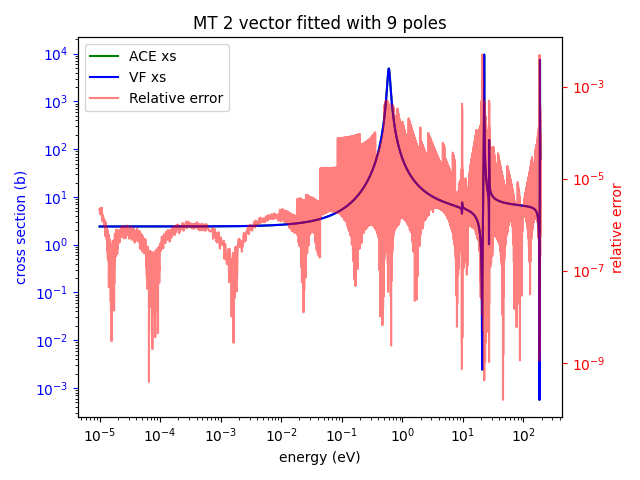 MT 2 vector fitted with 9 poles
ACE xs
VF xs
Relative error
10⁴
10³
10²
10¹
10⁰
10⁻¹
10⁻²
10⁻³
cross section (b)
10⁻³
10⁻⁵
10⁻⁷
10⁻⁹
relative error
10⁻⁵ 10⁻⁴ 10⁻³ 10⁻² 10⁻¹ 10⁰ 10¹ 10²
energy (eV)